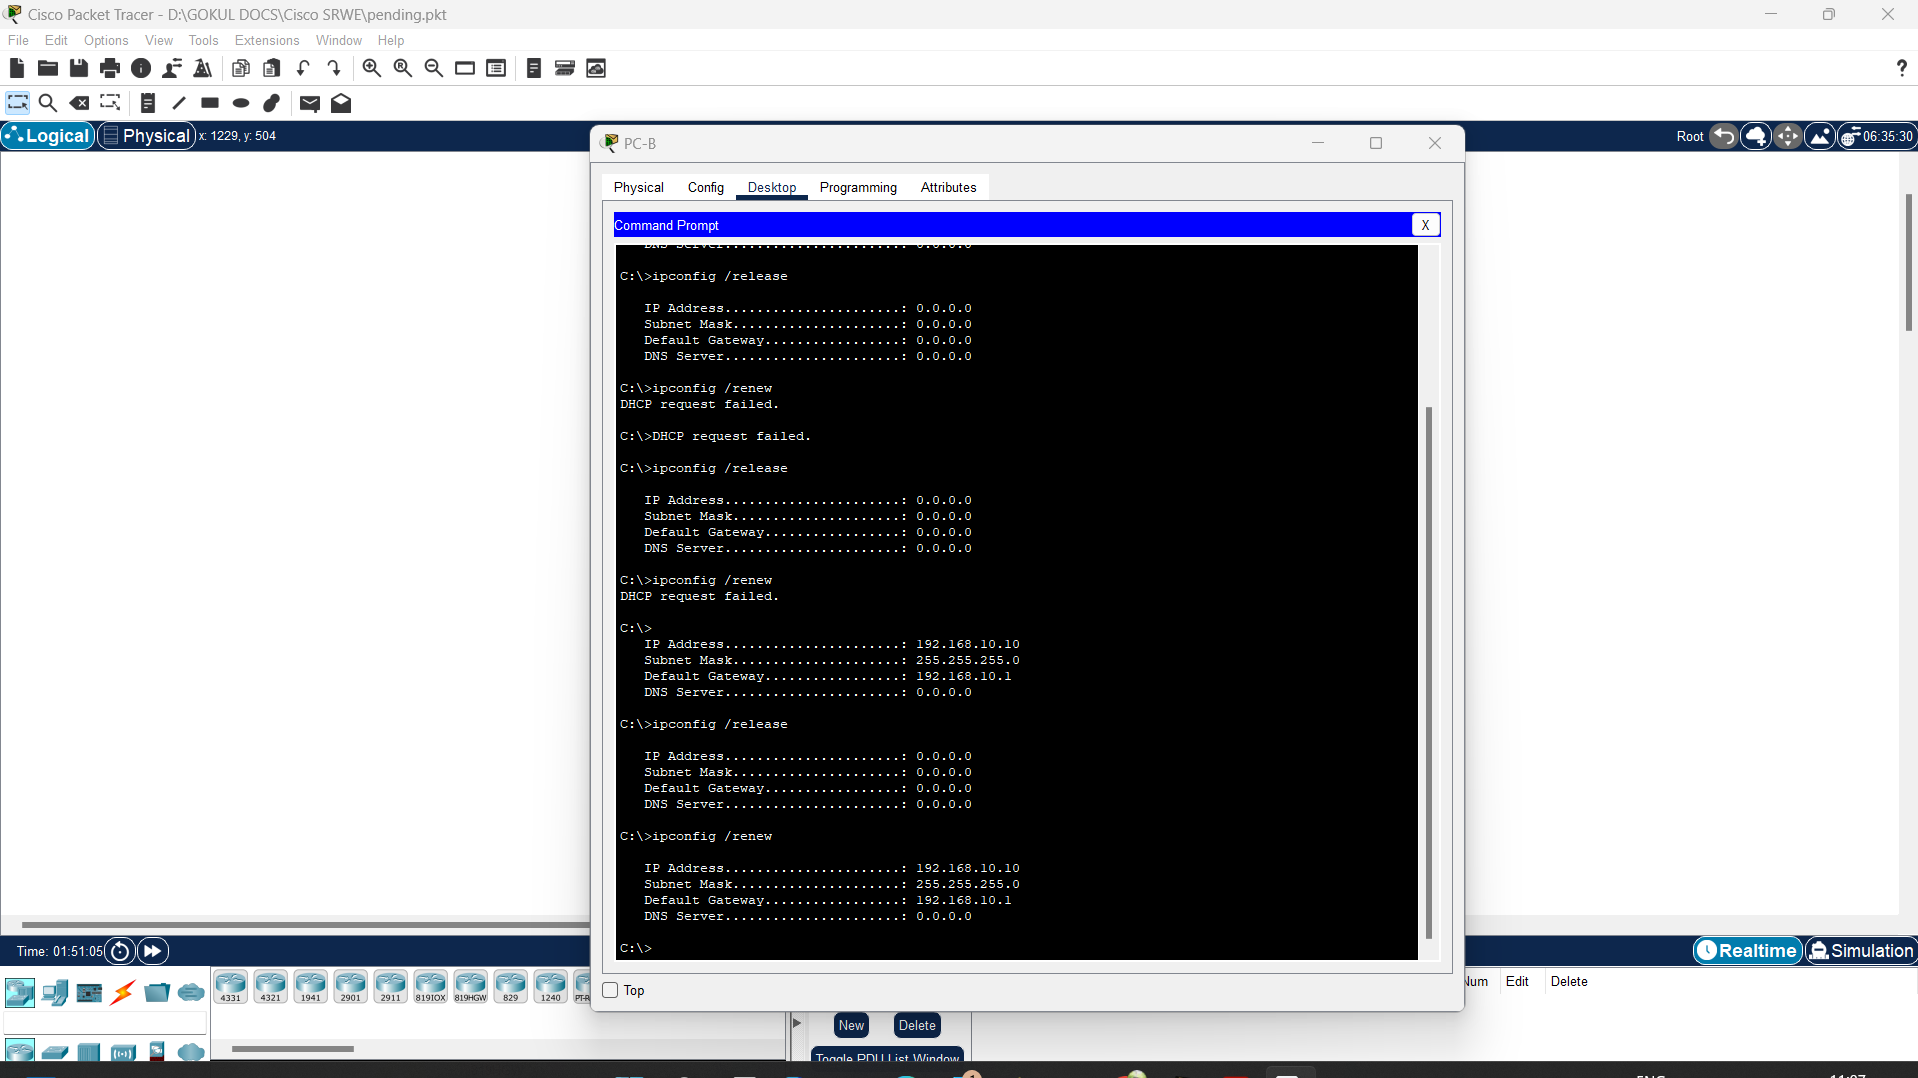 Cisco Packet Tracer - D:\GOKUL DOCS\Cisco SRWE\pending.pkt
File Edit Options View Tools Extensions Window Help
?
Logical Physical x: 1229, y: 504
Root 06:35:30
PC-B
Physical Config Desktop Programming Attributes
Command Prompt X
DNS Server......................: 0.0.0.0
C:\>ipconfig /release
IP Address......................: 0.0.0.0
Subnet Mask.....................: 0.0.0.0
Default Gateway.................: 0.0.0.0
DNS Server......................: 0.0.0.0
C:\>ipconfig /renew
DHCP request failed.
C:\>DHCP request failed.
C:\>ipconfig /release
IP Address......................: 0.0.0.0
Subnet Mask.....................: 0.0.0.0
Default Gateway.................: 0.0.0.0
DNS Server......................: 0.0.0.0
C:\>ipconfig /renew
DHCP request failed.
C:\>
IP Address......................: 192.168.10.10
Subnet Mask.....................: 255.255.255.0
Default Gateway.................: 192.168.10.1
DNS Server......................: 0.0.0.0
C:\>ipconfig /release
IP Address......................: 0.0.0.0
Subnet Mask.....................: 0.0.0.0
Default Gateway.................: 0.0.0.0
DNS Server......................: 0.0.0.0
C:\>ipconfig /renew
IP Address......................: 192.168.10.10
Subnet Mask.....................: 255.255.255.0
Default Gateway.................: 192.168.10.1
DNS Server......................: 0.0.0.0
C:\>
Top
Time: 01:51:05
Realtime Simulation
4331 4321 1941 2901 2911 819IOX 819HGW 829 1240
Num Edit Delete
New Delete
Toggle PDU List Window